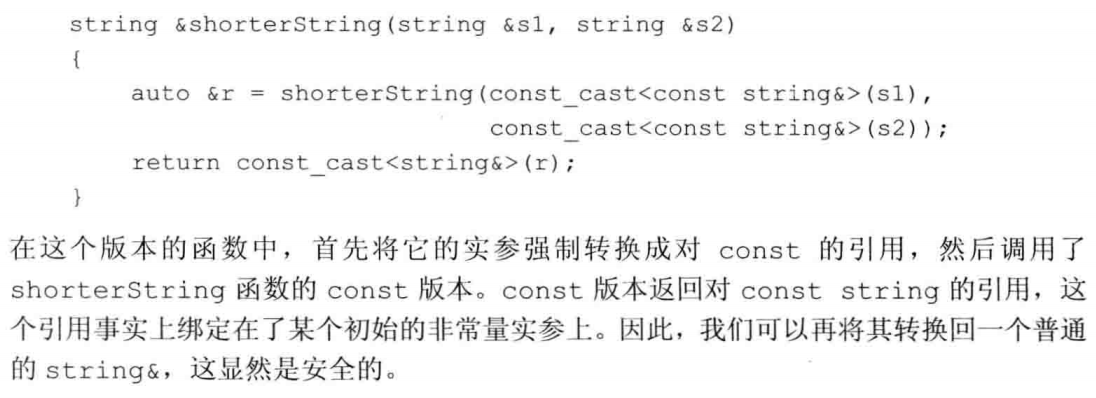 string &shorterString(string &s1, string &s2)
{
    auto &r = shorterString(const_cast<const string&>(s1),
                            const_cast<const string&>(s2));
    return const_cast<string&>(r);
}
在这个版本的函数中，首先将它的实参强制转换成对 const 的引用，然后调用了
shorterString 函数的 const 版本。const 版本返回对 const string 的引用，这
个引用事实上绑定在了某个初始的非常量实参上。因此，我们可以再将其转换回一个普通
的 string&，这显然是安全的。